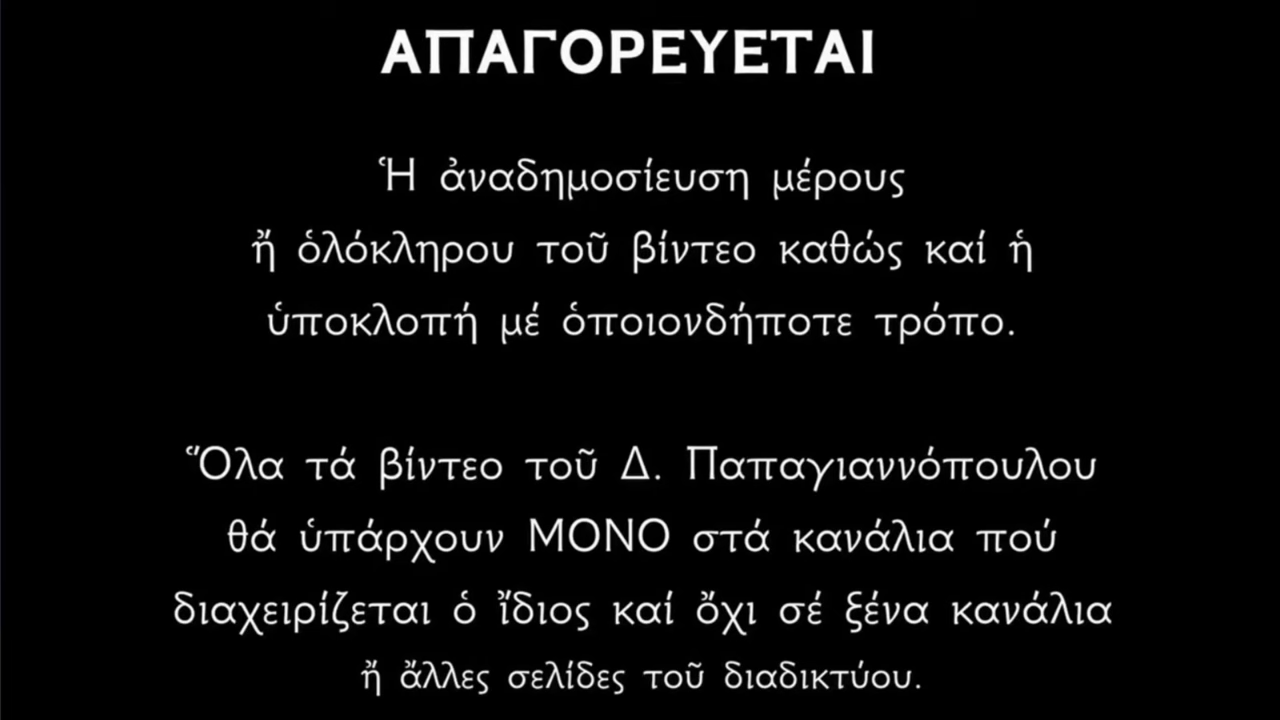 ΑΠΑΓΟΡΕΥΕΤΑΙ
Ἡ ἀναδημοσίευση μέρους
ἤ ὁλόκληρου τοῦ βίντεο καθώς καί ἡ
ὑποκλοπή μέ ὁποιονδήποτε τρόπο.
Ὅλα τά βίντεο τοῦ Δ. Παπαγιαννόπουλου
θά ὑπάρχουν ΜΟΝΟ στά κανάλια πού
διαχειρίζεται ὁ ἴδιος καί ὄχι σέ ξένα κανάλια
ἤ ἄλλες σελίδες τοῦ διαδικτύου.